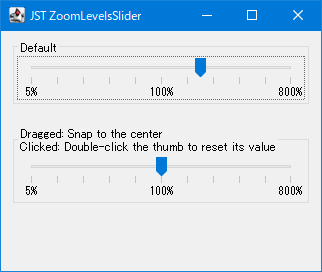 JST ZoomLevelsSlider
Default
5% 100% 800%
Dragged: Snap to the center
Clicked: Double-click the thumb to reset its value
5% 100% 800%